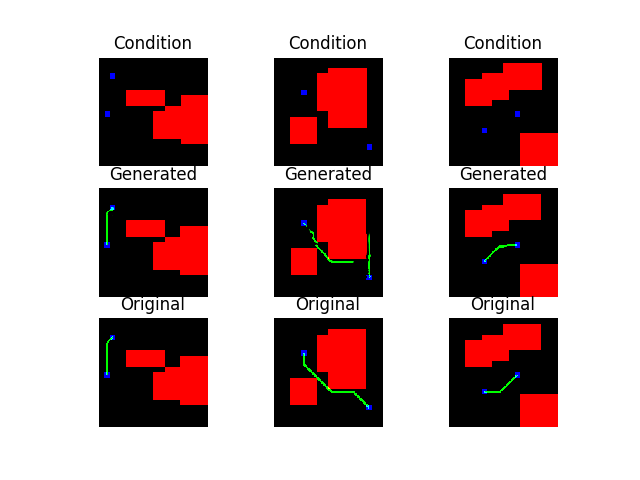 Condition Condition Condition
Generated Generated Generated
Original Original Original